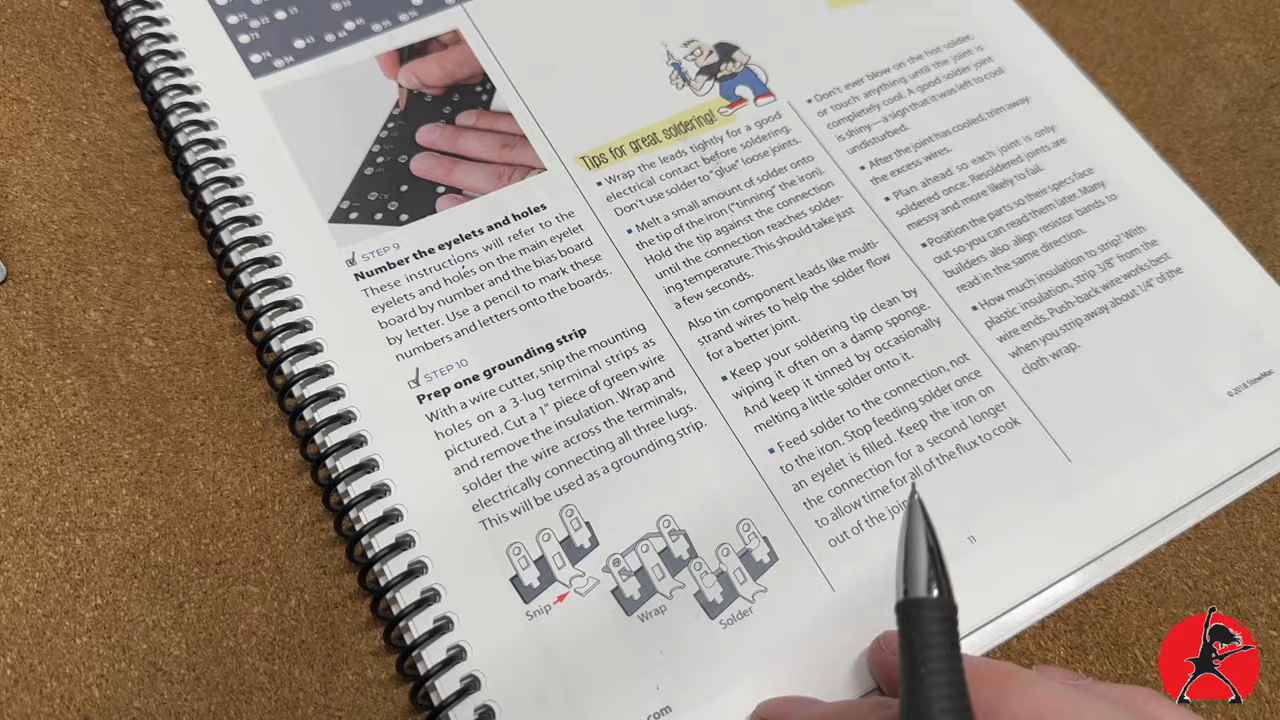 STEP 9
Number the eyelets and holes
These instructions will refer to the
eyelets and holes on the main eyelet
board by number and the bias board
by letter. Use a pencil to mark these
numbers and letters onto the boards.
STEP 10
Prep one grounding strip
With a wire cutter, snip the mounting
holes on a 3-lug terminal strips as
pictured. Cut a 1" piece of green wire
and remove the insulation. Wrap and
solder the wire across the terminals,
electrically connecting all three lugs.
This will be used as a grounding strip.
Snip
Wrap
Solder
Tips for great soldering!
▪ Wrap the leads tightly for a good
electrical contact before soldering.
Don't use solder to "glue" loose joints.
▪ Melt a small amount of solder onto
the tip of the iron ("tinning" the iron).
Hold the tip against the connection
until the connection reaches solder-
ing temperature. This should take just
a few seconds.
Also tin component leads like multi-
strand wires to help the solder flow
for a better joint.
▪ Keep your soldering tip clean by
wiping it often on a damp sponge.
And keep it tinned by occasionally
melting a little solder onto it.
▪ Feed solder to the connection, not
to the iron. Stop feeding solder once
an eyelet is filled. Keep the iron on
the connection for a second longer
to allow time for all of the flux to cook
out of the
▪ Don't ever blow on the hot solder,
or touch anything until the joint is
completely cool. A good solder joint
is shiny—a sign that it was left to cool
undisturbed.
▪ After the joint has cooled, trim away
the excess wires.
▪ Plan ahead so each joint is only
soldered once. Resoldered joints are
messy and more likely to fail.
▪ Position the parts so their specs face
out so you can read them later. Many
builders also align resistor bands to
read in the same direction.
▪ How much insulation to strip? With
plastic insulation, strip 3/8" from the
wire ends. Push-back wire works best
when you strip away about 1/4" of the
cloth wrap.
©2018 StewMac
11
.com